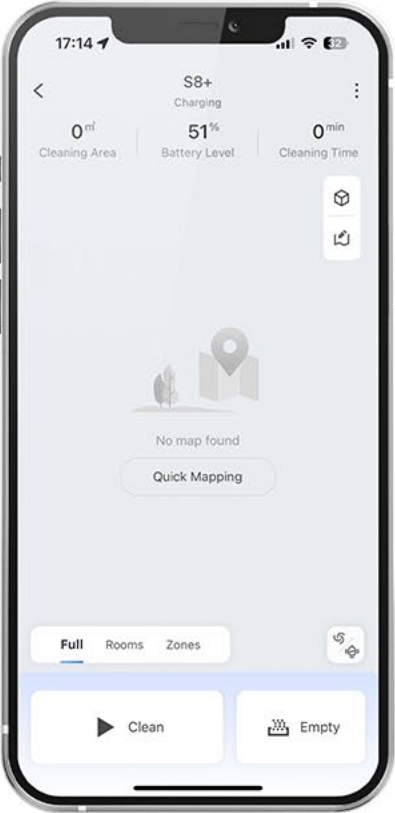 17:14
32
S8+
Charging
0㎡ 51% 0min
Cleaning Area Battery Level Cleaning Time
No map found
Quick Mapping
Full Rooms Zones
Clean Empty